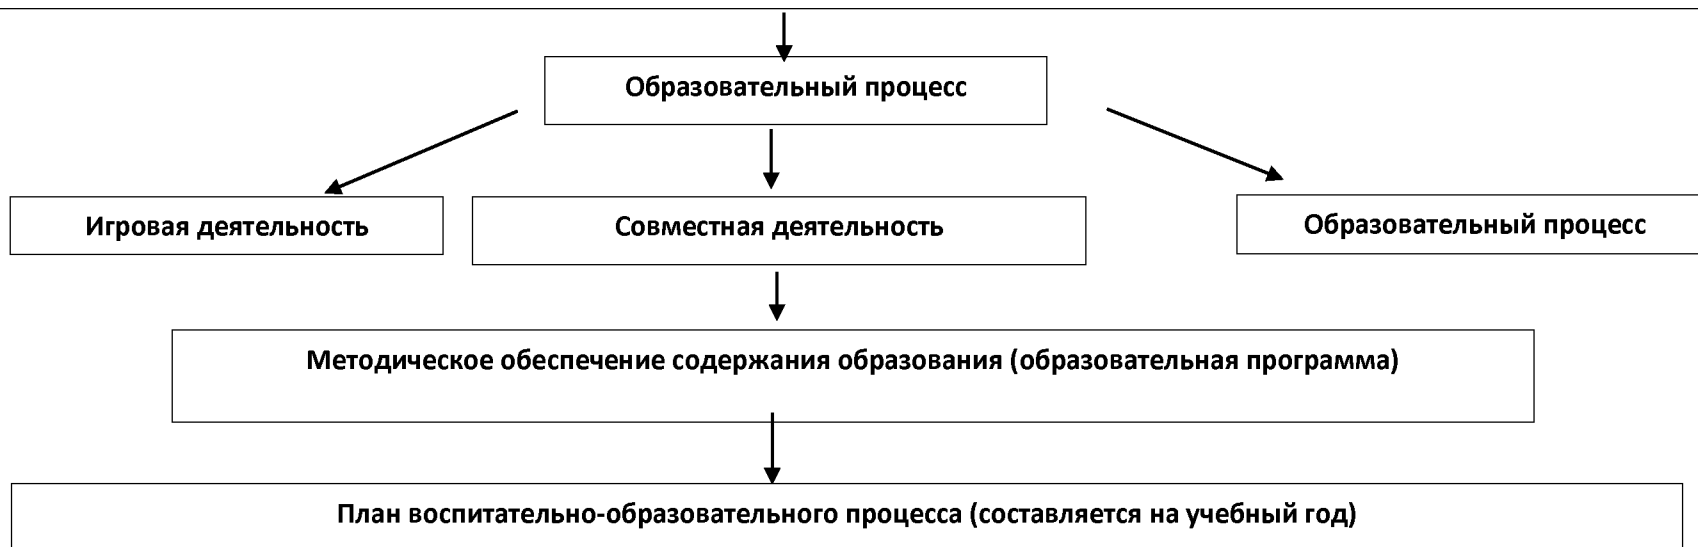 Образовательный процесс
Игровая деятельность
Совместная деятельность
Образовательный процесс
Методическое обеспечение содержания образования (образовательная программа)
План воспитательно-образовательного процесса (составляется на учебный год)